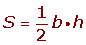 S = 1/2 b•h